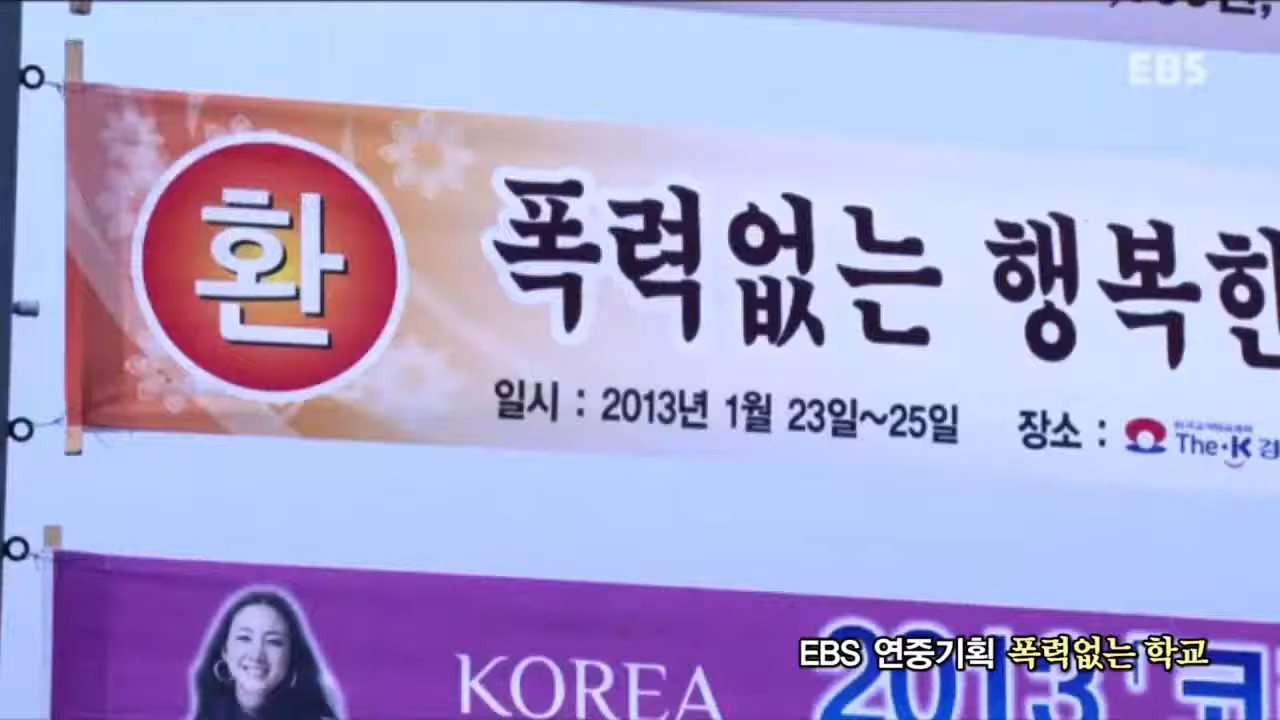 EBS
환
폭력없는 행복한
일시 : 2013년 1월 23일~25일 장소 : The·K 경
KOREA 2013 코
EBS 연중기획 폭력없는 학교